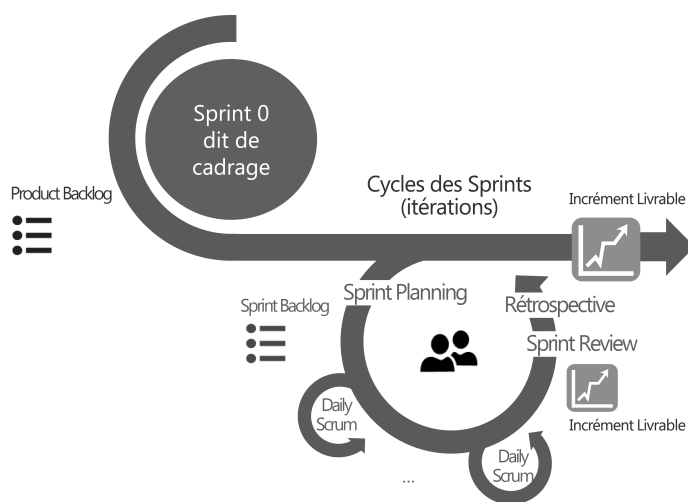 Sprint 0
dit de
cadrage
Product Backlog
Cycles des Sprints
(itérations)
Incrément Livrable
Sprint Planning
Sprint Backlog
Rétrospective
Sprint Review
Incrément Livrable
Daily
Scrum
Daily
Scrum
...